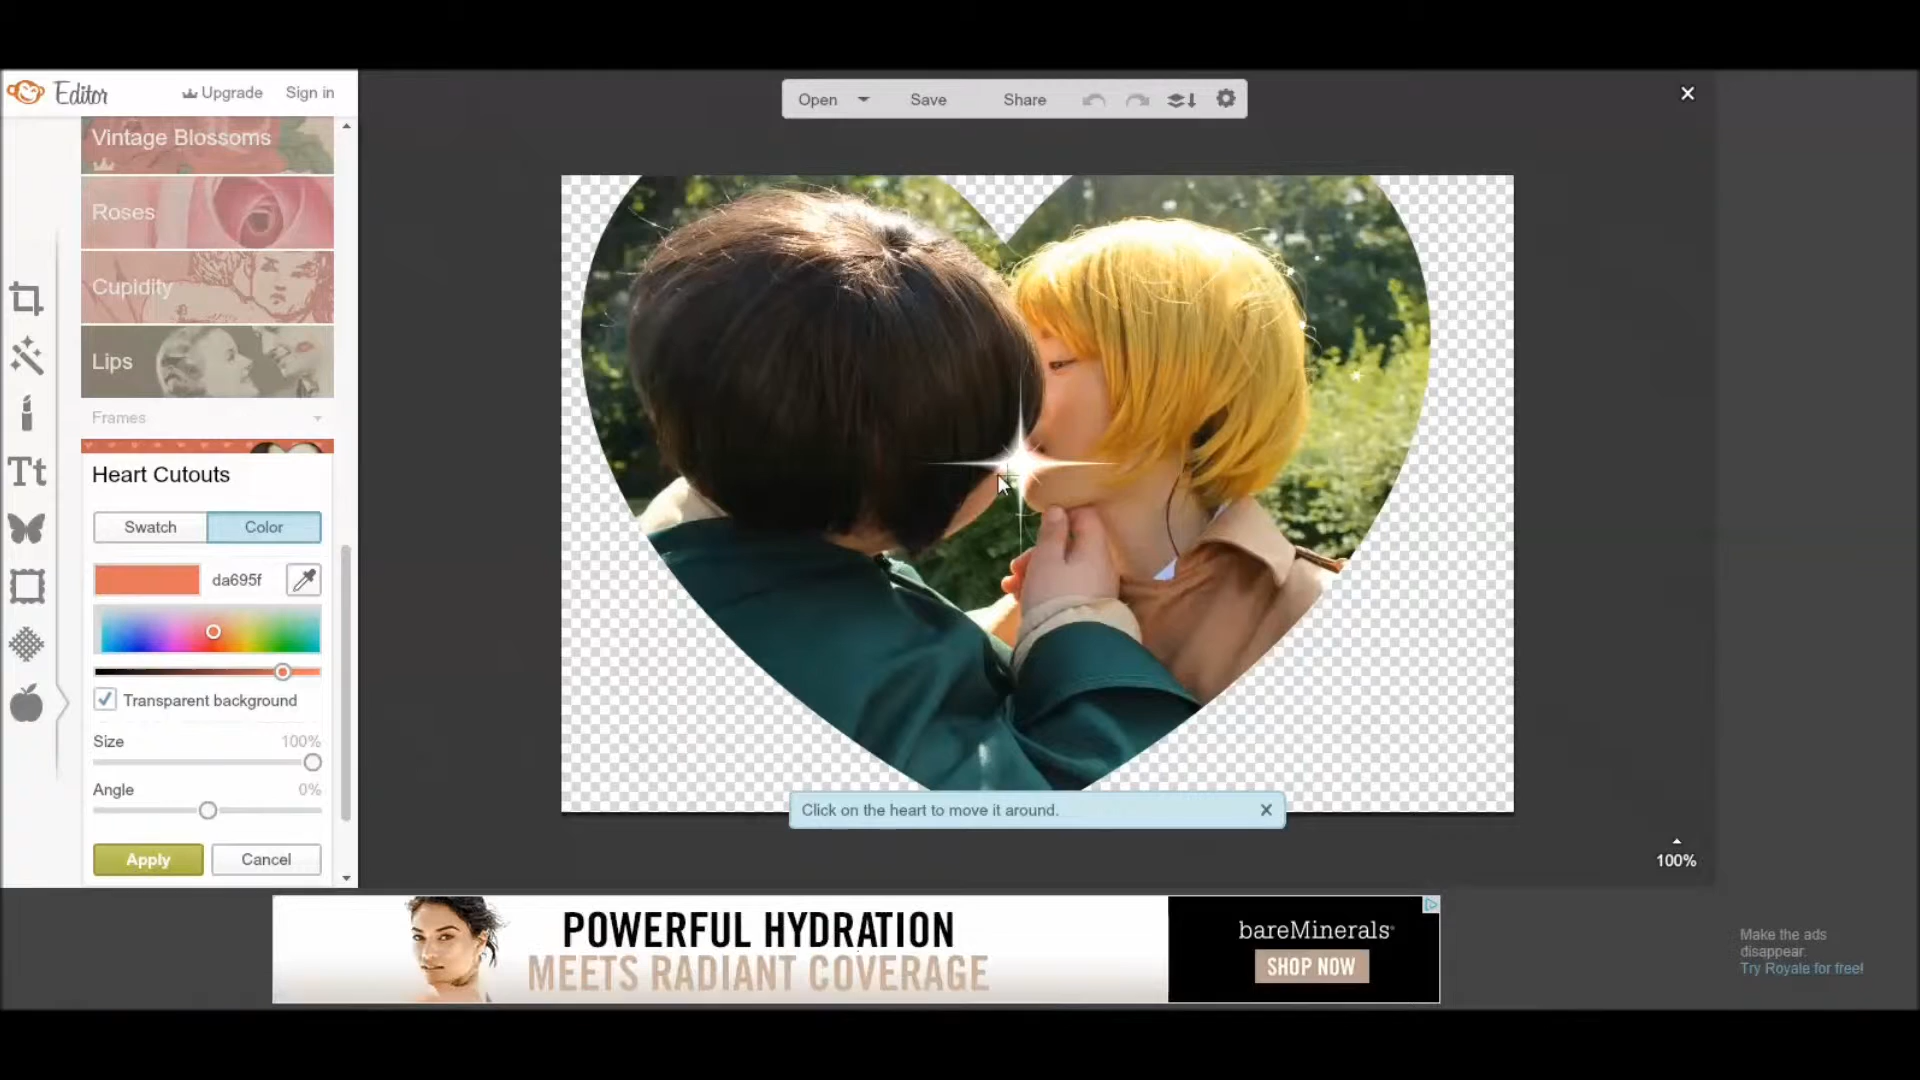 Editor
Upgrade
Sign in
Open
Save
Share
Vintage Blossoms
Roses
Cupidity
Lips
Frames
Heart Cutouts
Swatch
Color
da695f
Transparent background
Size 100%
Angle 0%
Apply
Cancel
Tt
Click on the heart to move it around.
100%
POWERFUL HYDRATION
MEETS RADIANT COVERAGE
bareMinerals
SHOP NOW
Make the ads
disappear.
Try Royale for free!